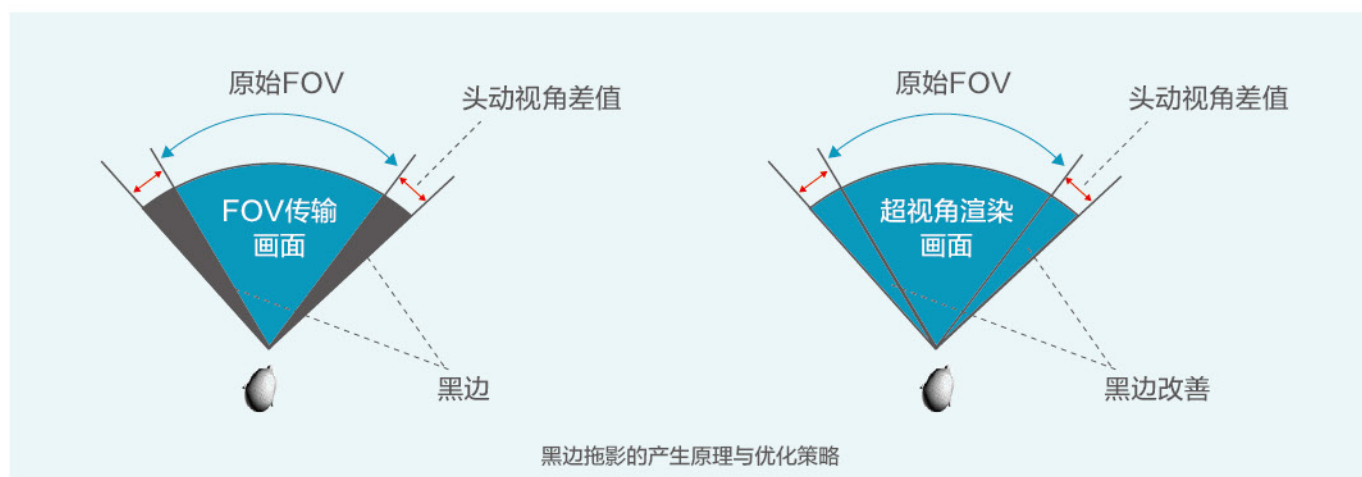 原始FOV
头动视角差值
FOV传输
画面
黑边
原始FOV
头动视角差值
超视角渲染
画面
黑边改善
黑边拖影的产生原理与优化策略